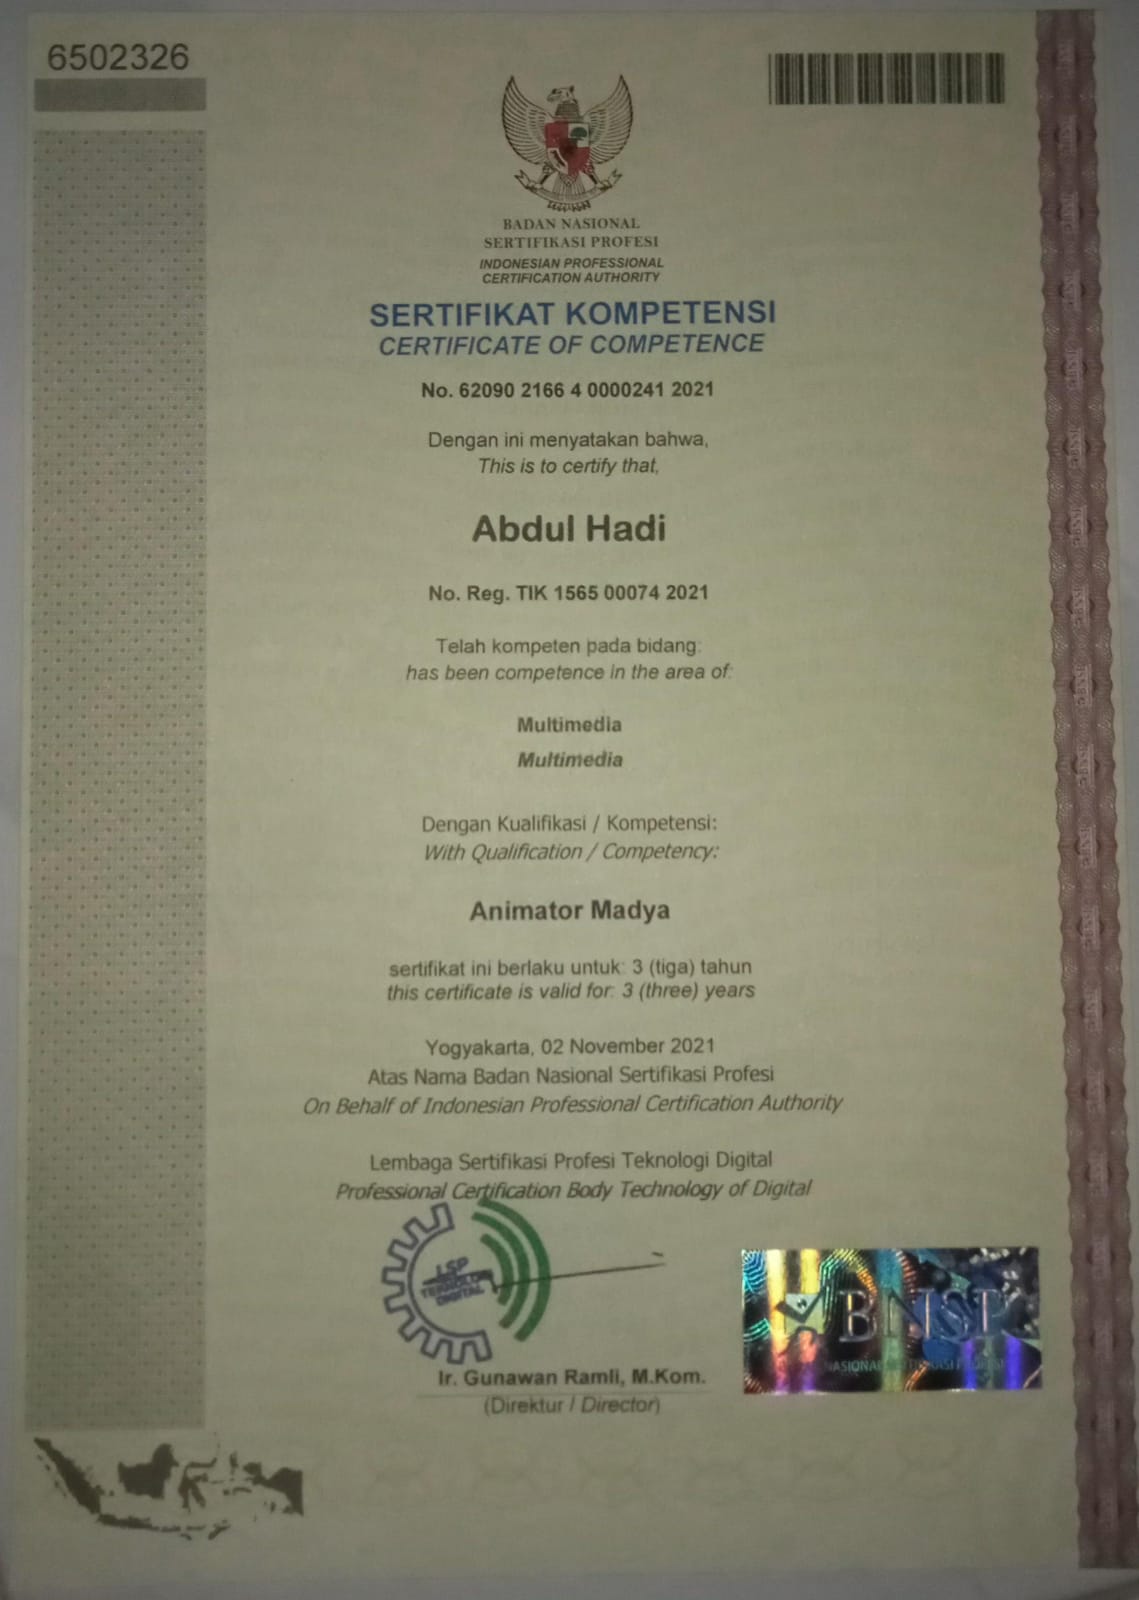 6502326
BADAN NASIONAL
SERTIFIKASI PROFESI
INDONESIAN PROFESSIONAL
CERTIFICATION AUTHORITY
SERTIFIKAT KOMPETENSI
CERTIFICATE OF COMPETENCE
No. 62090 2166 4 0000241 2021
Dengan ini menyatakan bahwa,
This is to certify that,
Abdul Hadi
No. Reg. TIK 1565 00074 2021
Telah kompeten pada bidang:
has been competence in the area of:
Multimedia
Multimedia
Dengan Kualifikasi / Kompetensi:
With Qualification / Competency:
Animator Madya
sertifikat ini berlaku untuk: 3 (tiga) tahun
this certificate is valid for: 3 (three) years
Yogyakarta, 02 November 2021
Atas Nama Badan Nasional Sertifikasi Profesi
On Behalf of Indonesian Professional Certification Authority
Lembaga Sertifikasi Profesi Teknologi Digital
Professional Certification Body Technology of Digital
LSP
TEKNOLOGI
DIGITAL
BNSP
Ir. Gunawan Ramli, M.Kom.
(Direktur / Director)